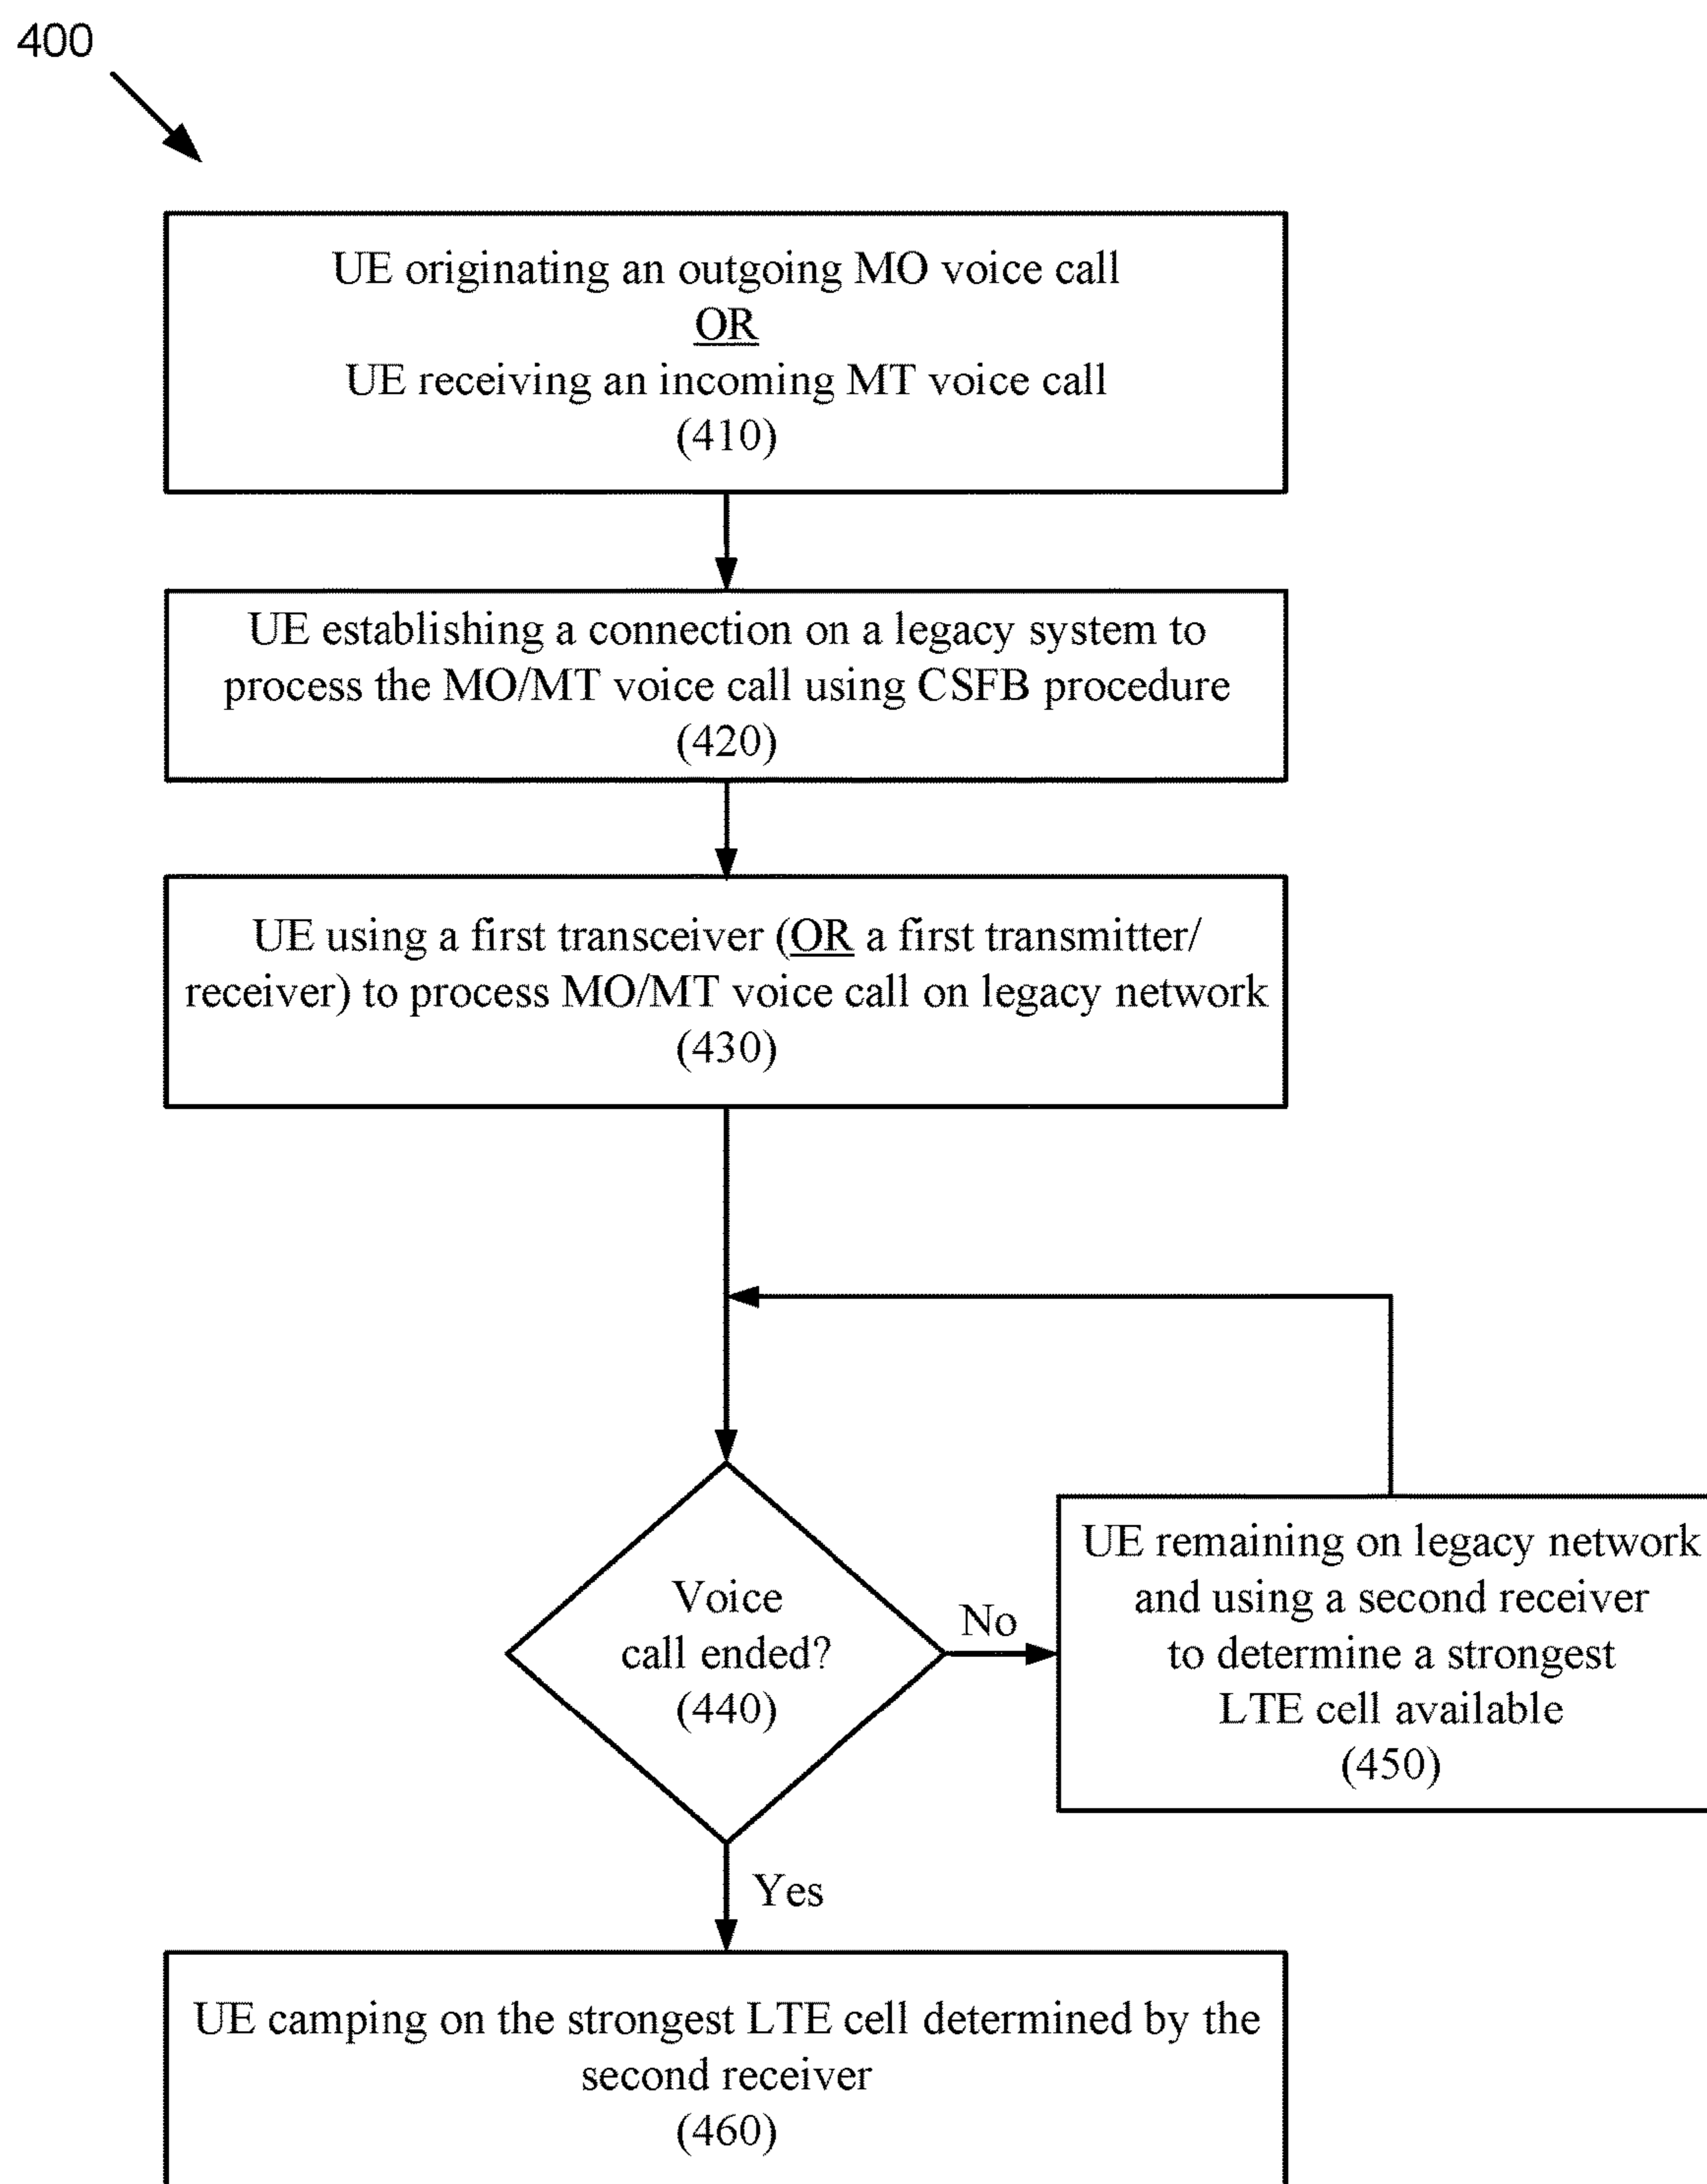 400
UE originating an outgoing MO voice call
OR
UE receiving an incoming MT voice call
(410)
UE establishing a connection on a legacy system to
process the MO/MT voice call using CSFB procedure
(420)
UE using a first transceiver (OR a first transmitter/
receiver) to process MO/MT voice call on legacy network
(430)
Voice
call ended?
(440)
No
UE remaining on legacy network
and using a second receiver
to determine a strongest
LTE cell available
(450)
Yes
UE camping on the strongest LTE cell determined by the
second receiver
(460)